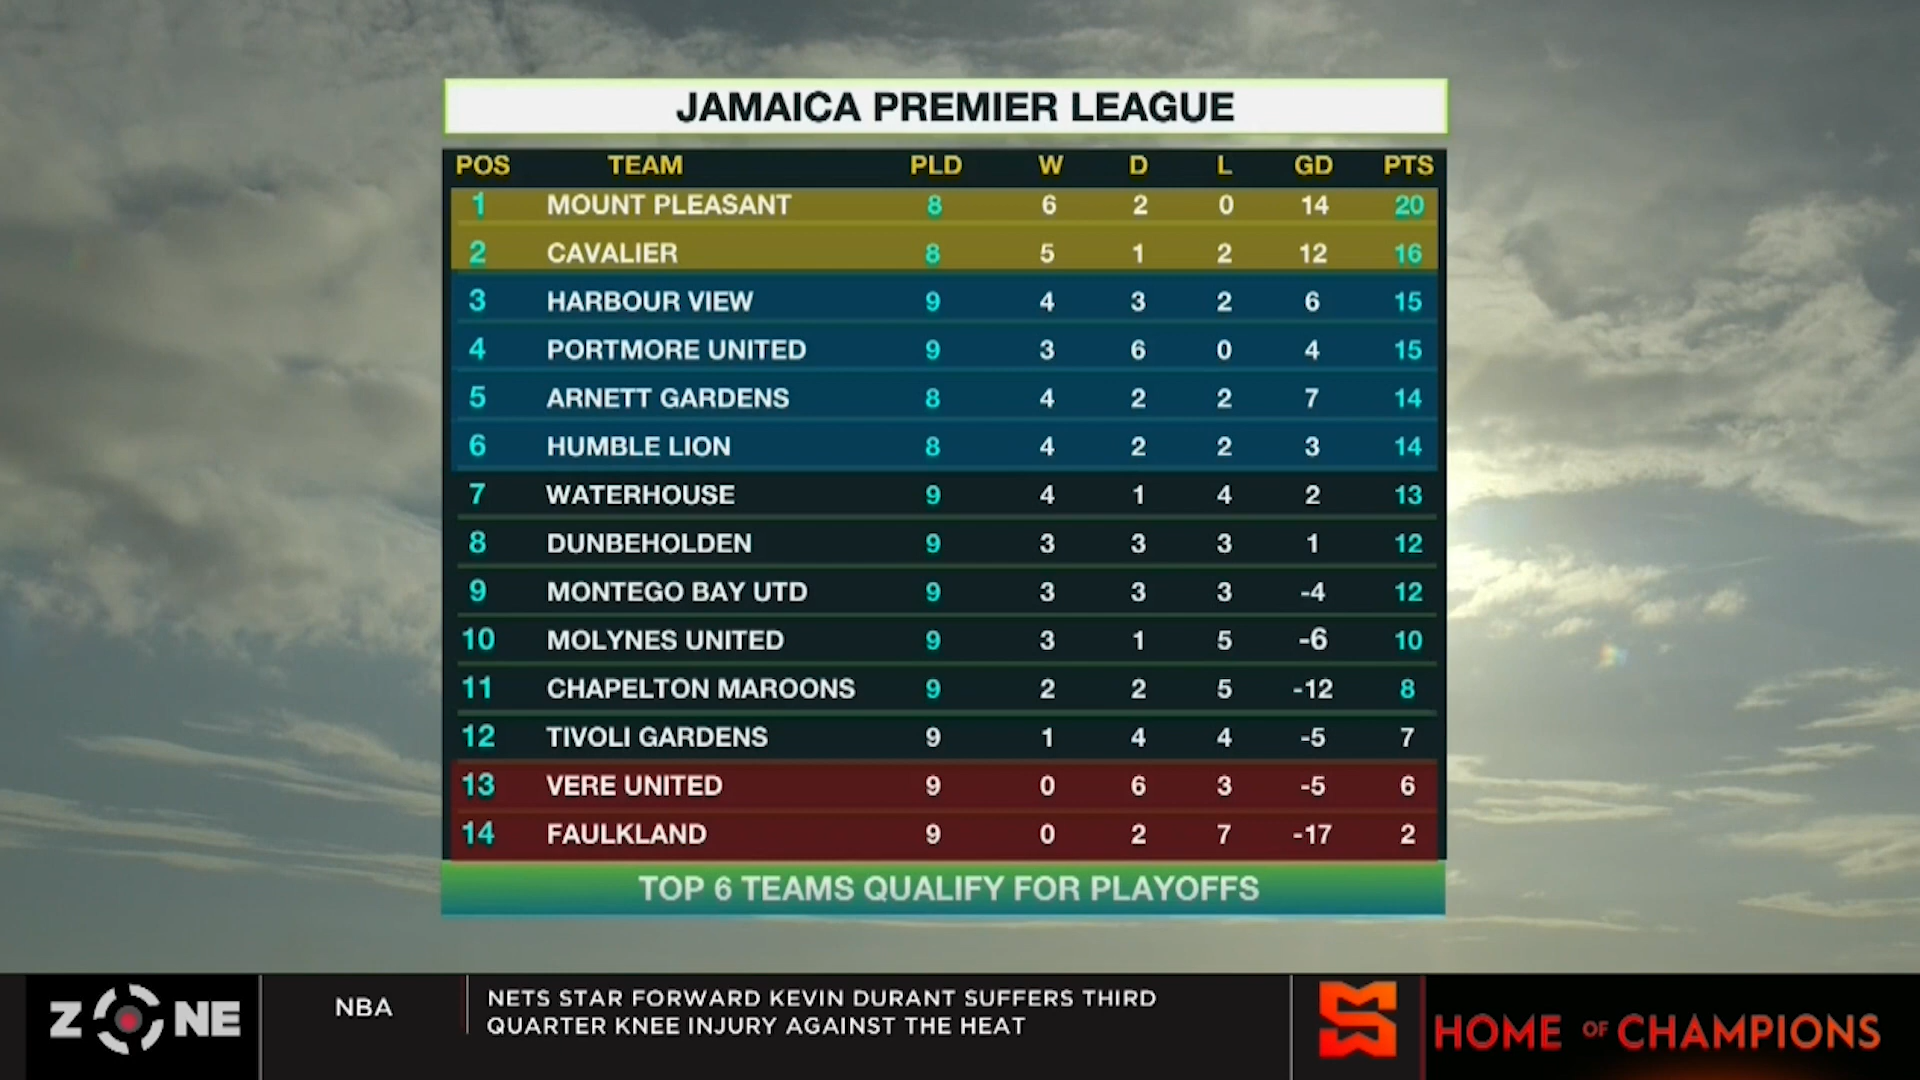 JAMAICA PREMIER LEAGUE
POS TEAM PLD W D L GD PTS
1 MOUNT PLEASANT 8 6 2 0 14 20
2 CAVALIER 8 5 1 2 12 16
3 HARBOUR VIEW 9 4 3 2 6 15
4 PORTMORE UNITED 9 3 6 0 4 15
5 ARNETT GARDENS 8 4 2 2 7 14
6 HUMBLE LION 8 4 2 2 3 14
7 WATERHOUSE 9 4 1 4 2 13
8 DUNBEHOLDEN 9 3 3 3 1 12
9 MONTEGO BAY UTD 9 3 3 3 -4 12
10 MOLYNES UNITED 9 3 1 5 -6 10
11 CHAPELTON MAROONS 9 2 2 5 -12 8
12 TIVOLI GARDENS 9 1 4 4 -5 7
13 VERE UNITED 9 0 6 3 -5 6
14 FAULKLAND 9 0 2 7 -17 2
TOP 6 TEAMS QUALIFY FOR PLAYOFFS
ZONE
NBA
NETS STAR FORWARD KEVIN DURANT SUFFERS THIRD
QUARTER KNEE INJURY AGAINST THE HEAT
HOME OF CHAMPIONS